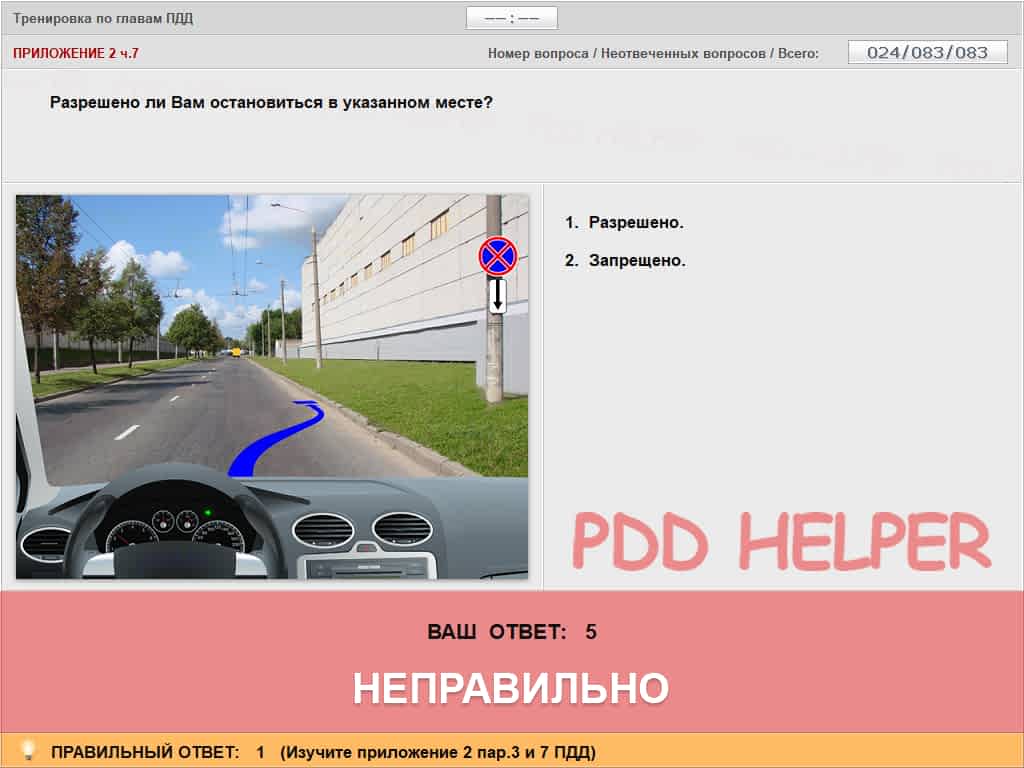 Тренировка по главам ПДД
—— : ——
ПРИЛОЖЕНИЕ 2 ч.7
Номер вопроса / Неотвеченных вопросов / Всего: 024/083/083
Разрешено ли Вам остановиться в указанном месте?
1. Разрешено.
2. Запрещено.
PDD HELPER
ВАШ ОТВЕТ: 5
НЕПРАВИЛЬНО
ПРАВИЛЬНЫЙ ОТВЕТ: 1 (Изучите приложение 2 пар.3 и 7 ПДД)